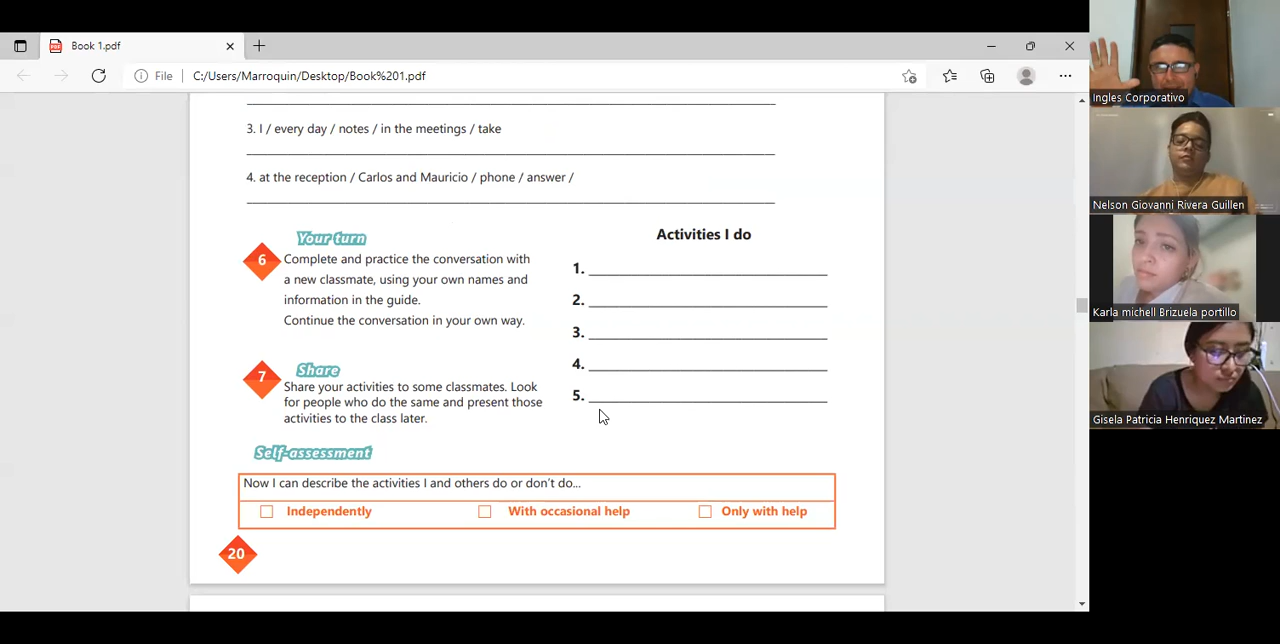 Book 1.pdf
File
C:/Users/Marroquin/Desktop/Book%201.pdf
3. I / every day / notes / in the meetings / take
4. at the reception / Carlos and Mauricio / phone / answer /
6
Your turn
Complete and practice the conversation with
a new classmate, using your own names and
information in the guide.
Continue the conversation in your own way.
7
Share
Share your activities to some classmates. Look
for people who do the same and present those
activities to the class later.
Activities I do
1.
2.
3.
4.
5.
Self-assessment
Now I can describe the activities I and others do or don't do...
Independently
With occasional help
Only with help
20
Ingles Corporativo
Nelson Giovanni Rivera Guillen
Karla michell Brizuela portillo
Gisela Patricia Henriquez Martinez